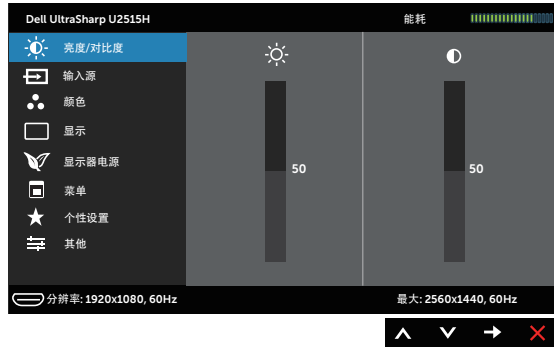 Dell UltraSharp U2515H 能耗
亮度/对比度
输入源
颜色
显示
显示器电源
菜单
个性设置
其他
50 50
分辨率: 1920x1080, 60Hz 最大: 2560x1440, 60Hz